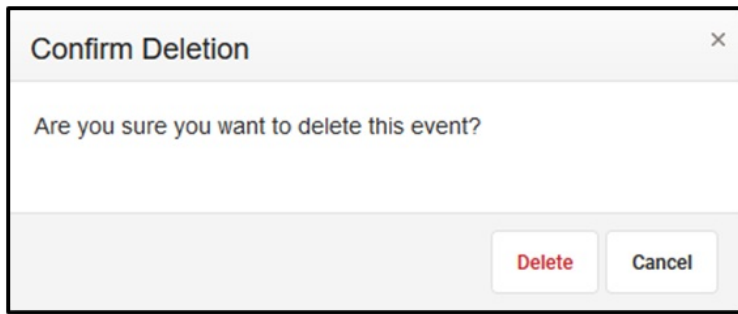 Confirm Deletion ×
Are you sure you want to delete this event?
Delete Cancel